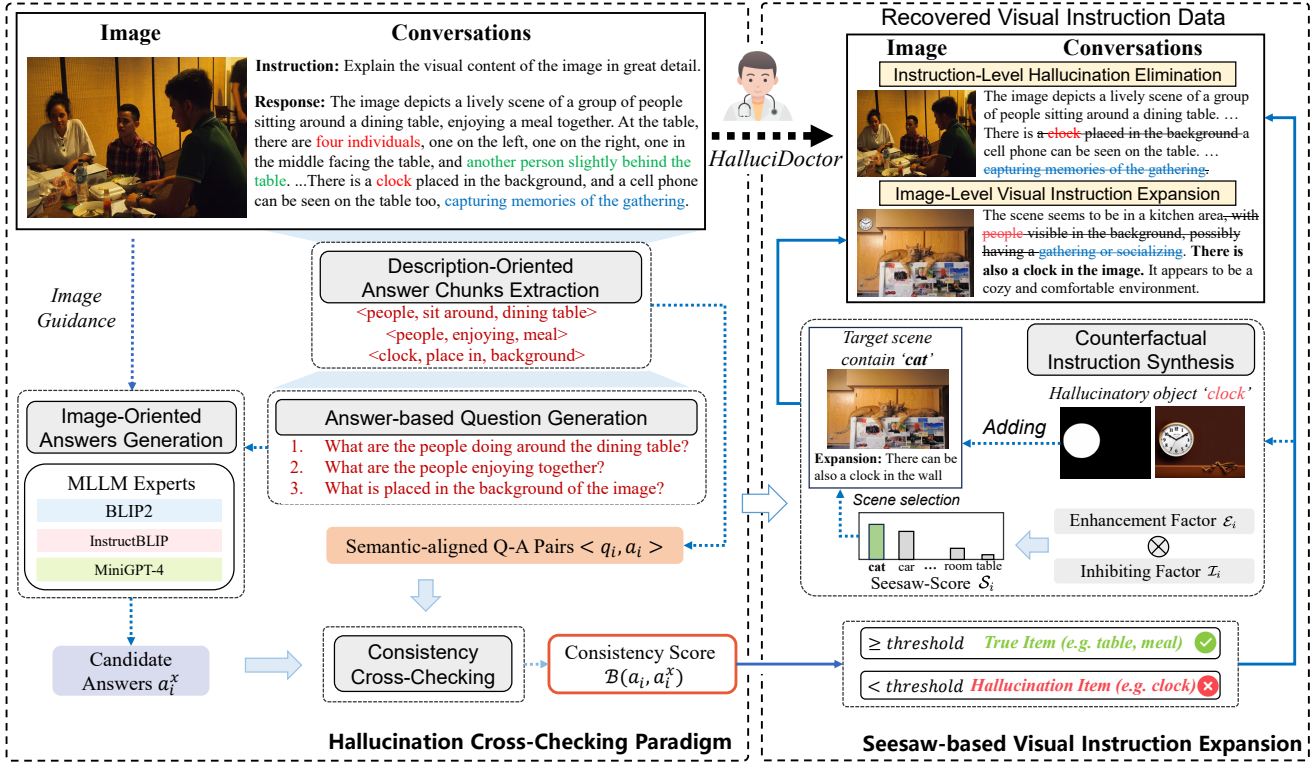 Image
Conversations
Instruction: Explain the visual content of the image in great detail.
Response: The image depicts a lively scene of a group of people
sitting around a dining table, enjoying a meal together. At the table,
there are four individuals, one on the left, one on the right, one in
the middle facing the table, and another person slightly behind the
table. ...There is a clock placed in the background, and a cell phone
can be seen on the table too, capturing memories of the gathering.
HalluciDoctor
Image
Guidance
Description-Oriented
Answer Chunks Extraction
<people, sit around, dining table>
<people, enjoying, meal>
<clock, place in, background>
Image-Oriented
Answers Generation
MLLM Experts
BLIP2
InstructBLIP
MiniGPT-4
Answer-based Question Generation
1. What are the people doing around the dining table?
2. What are the people enjoying together?
3. What is placed in the background of the image?
Semantic-aligned Q-A Pairs < q_i, a_i >
Candidate
Answers a_i^x
Consistency
Cross-Checking
Consistency Score
ℬ(a_i, a_i^x)
Hallucination Cross-Checking Paradigm
Recovered Visual Instruction Data
Image
Conversations
Instruction-Level Hallucination Elimination
The image depicts a lively scene of a group
of people sitting around a dining table. ...
There is a clock placed in the background a
cell phone can be seen on the table. ...
capturing memories of the gathering.
Image-Level Visual Instruction Expansion
The scene seems to be in a kitchen area, with
people visible in the background, possibly
having a gathering or socializing. There is
also a clock in the image. It appears to be a
cozy and comfortable environment.
Target scene
contain ‘cat’
Expansion: There can be
also a clock in the wall
Counterfactual
Instruction Synthesis
Hallucinatory object ‘clock’
Adding
Scene selection
cat car ... room table
Seesaw-Score 𝒮_i
Enhancement Factor ℰ_i
⊗
Inhibiting Factor ℐ_i
≥ threshold True Item (e.g. table, meal)
< threshold Hallucination Item (e.g. clock)
Seesaw-based Visual Instruction Expansion